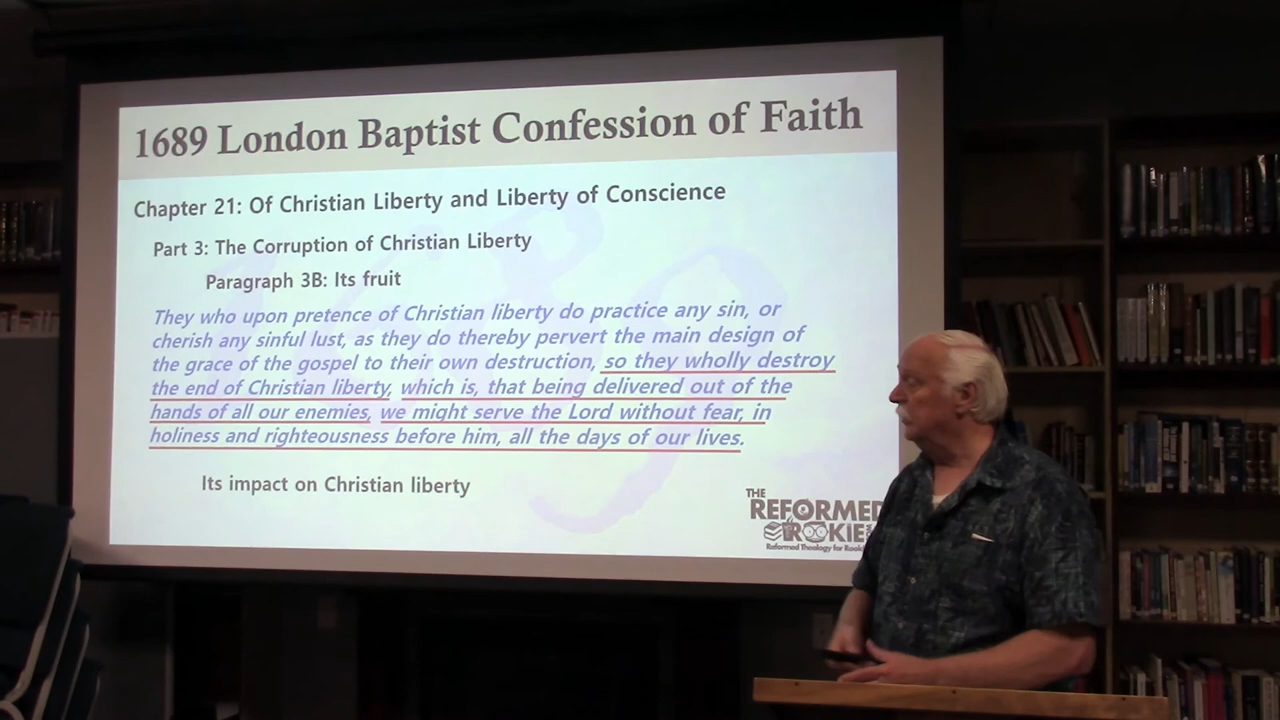 1689 London Baptist Confession of Faith
Chapter 21: Of Christian Liberty and Liberty of Conscience
Part 3: The Corruption of Christian Liberty
Paragraph 3B: Its fruit
They who upon pretence of Christian liberty do practice any sin, or
cherish any sinful lust, as they do thereby pervert the main design of
the grace of the gospel to their own destruction, so they wholly destroy
the end of Christian liberty, which is, that being delivered out of the
hands of all our enemies, we might serve the Lord without fear, in
holiness and righteousness before him, all the days of our lives.
Its impact on Christian liberty
THE
REFORMED
ROOKIE
Reformed Theology for